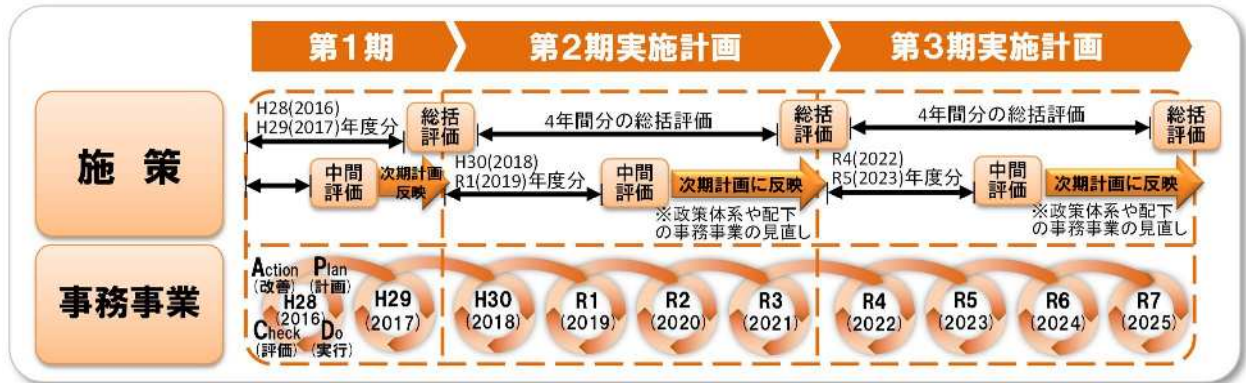 第1期
第2期実施計画
第3期実施計画
施 策
H28(2016)
H29(2017)年度分
総括
評価
4年間分の総括評価
総括
評価
4年間分の総括評価
総括
評価
中間
評価
次期計画
反映
H30(2018)
R1(2019)年度分
中間
評価
次期計画に反映
※政策体系や配下
の事務事業の見直し
R4(2022)
R5(2023)年度分
中間
評価
次期計画に反映
※政策体系や配下
の事務事業の見直し
事務事業
Action
(改善)
Plan
(計画)
Check
(評価)
Do
(実行)
H28
(2016)
H29
(2017)
H30
(2018)
R1
(2019)
R2
(2020)
R3
(2021)
R4
(2022)
R5
(2023)
R6
(2024)
R7
(2025)